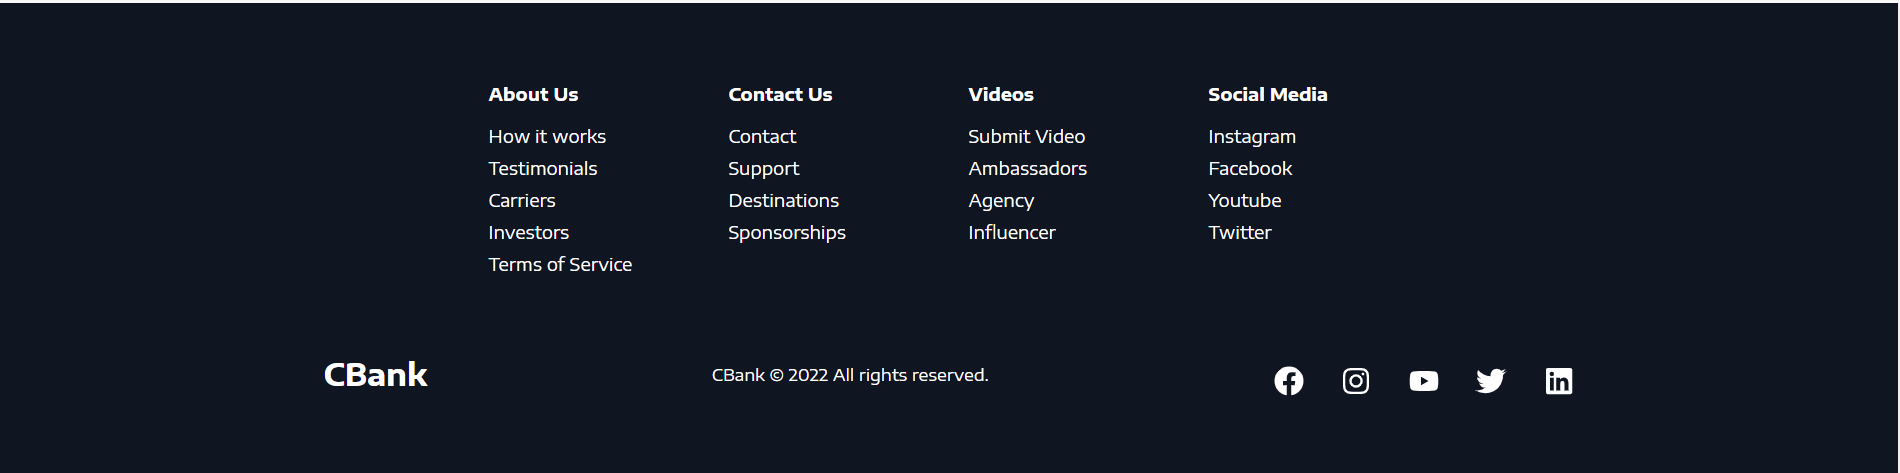 About Us
How it works
Testimonials
Carriers
Investors
Terms of Service
Contact Us
Contact
Support
Destinations
Sponsorships
Videos
Submit Video
Ambassadors
Agency
Influencer
Social Media
Instagram
Facebook
Youtube
Twitter
CBank
CBank © 2022 All rights reserved.